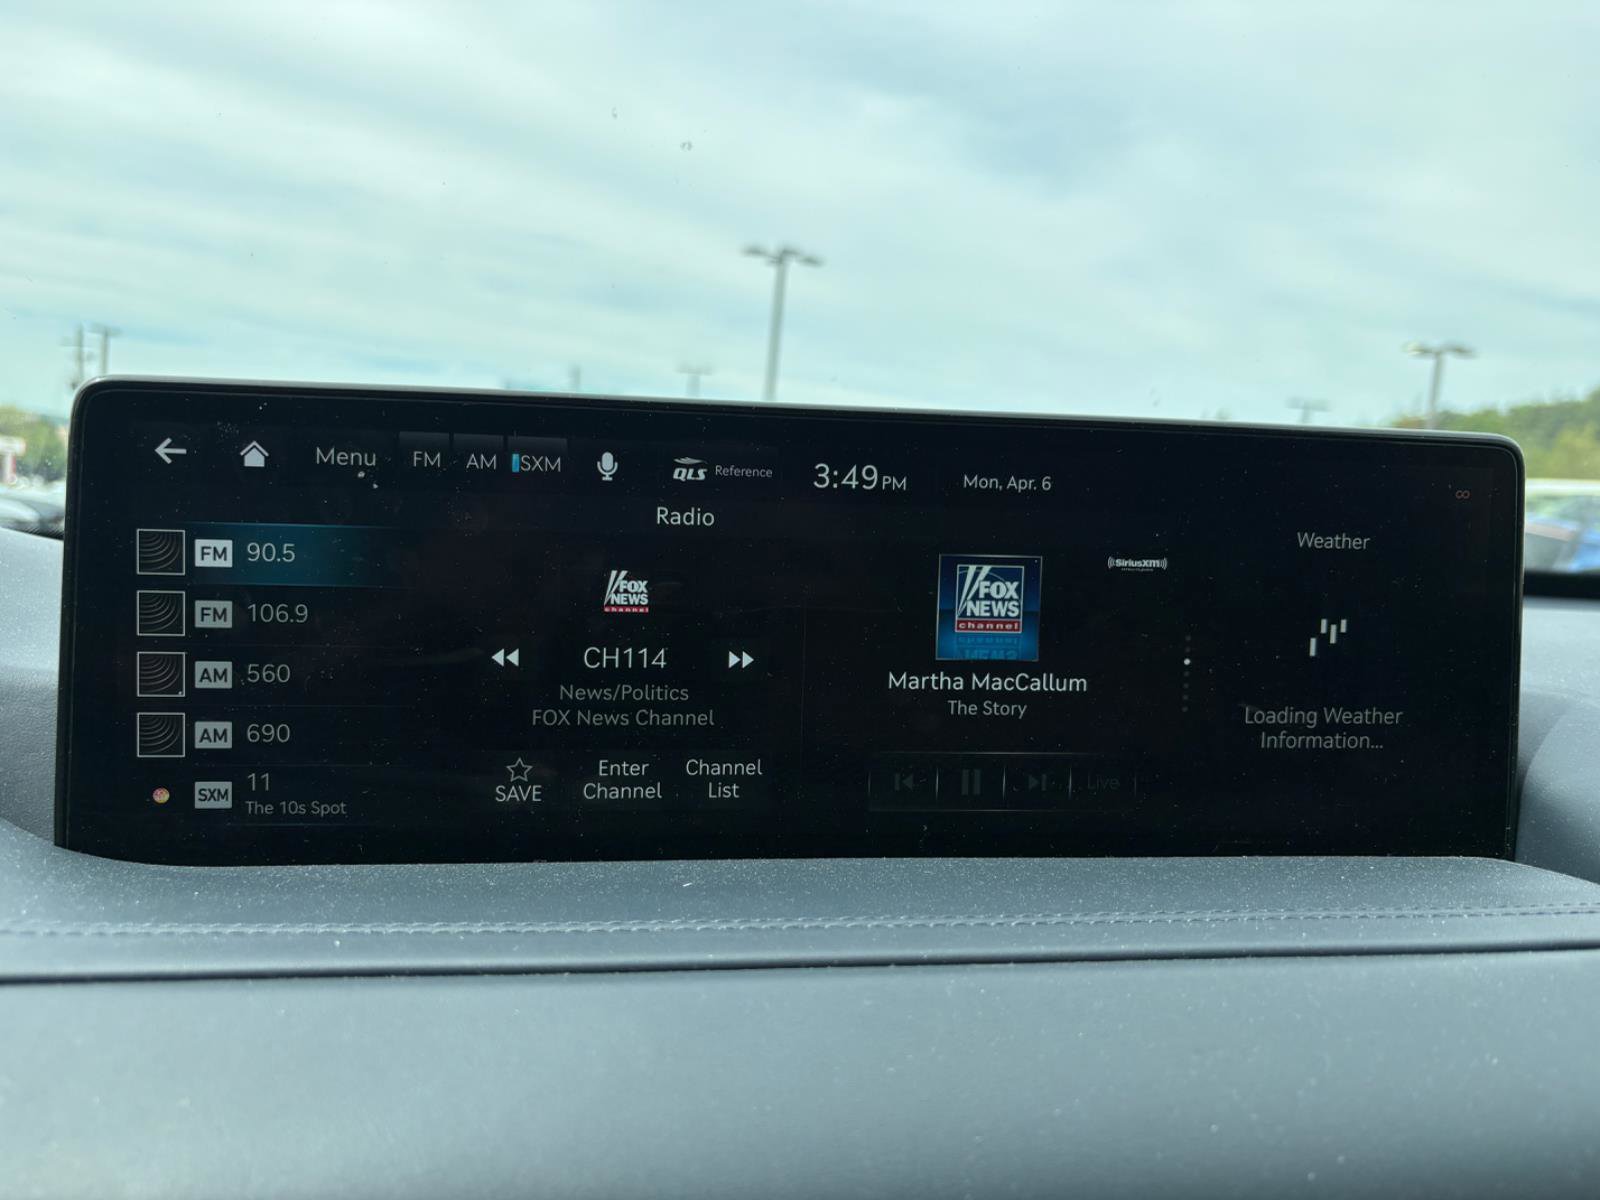 Menu FM AM SXM QLS Reference 3:49 PM Mon, Apr. 6
Radio
FM 90.5
FM 106.9
AM 560
AM 690
SXM 11
The 10s Spot
FOX
NEWS
channel
CH114
News/Politics
FOX News Channel
SAVE
Enter
Channel
Channel
List
FOX
NEWS
channel
((SiriusXM))
Martha MacCallum
The Story
Live
Weather
Loading Weather
Information...